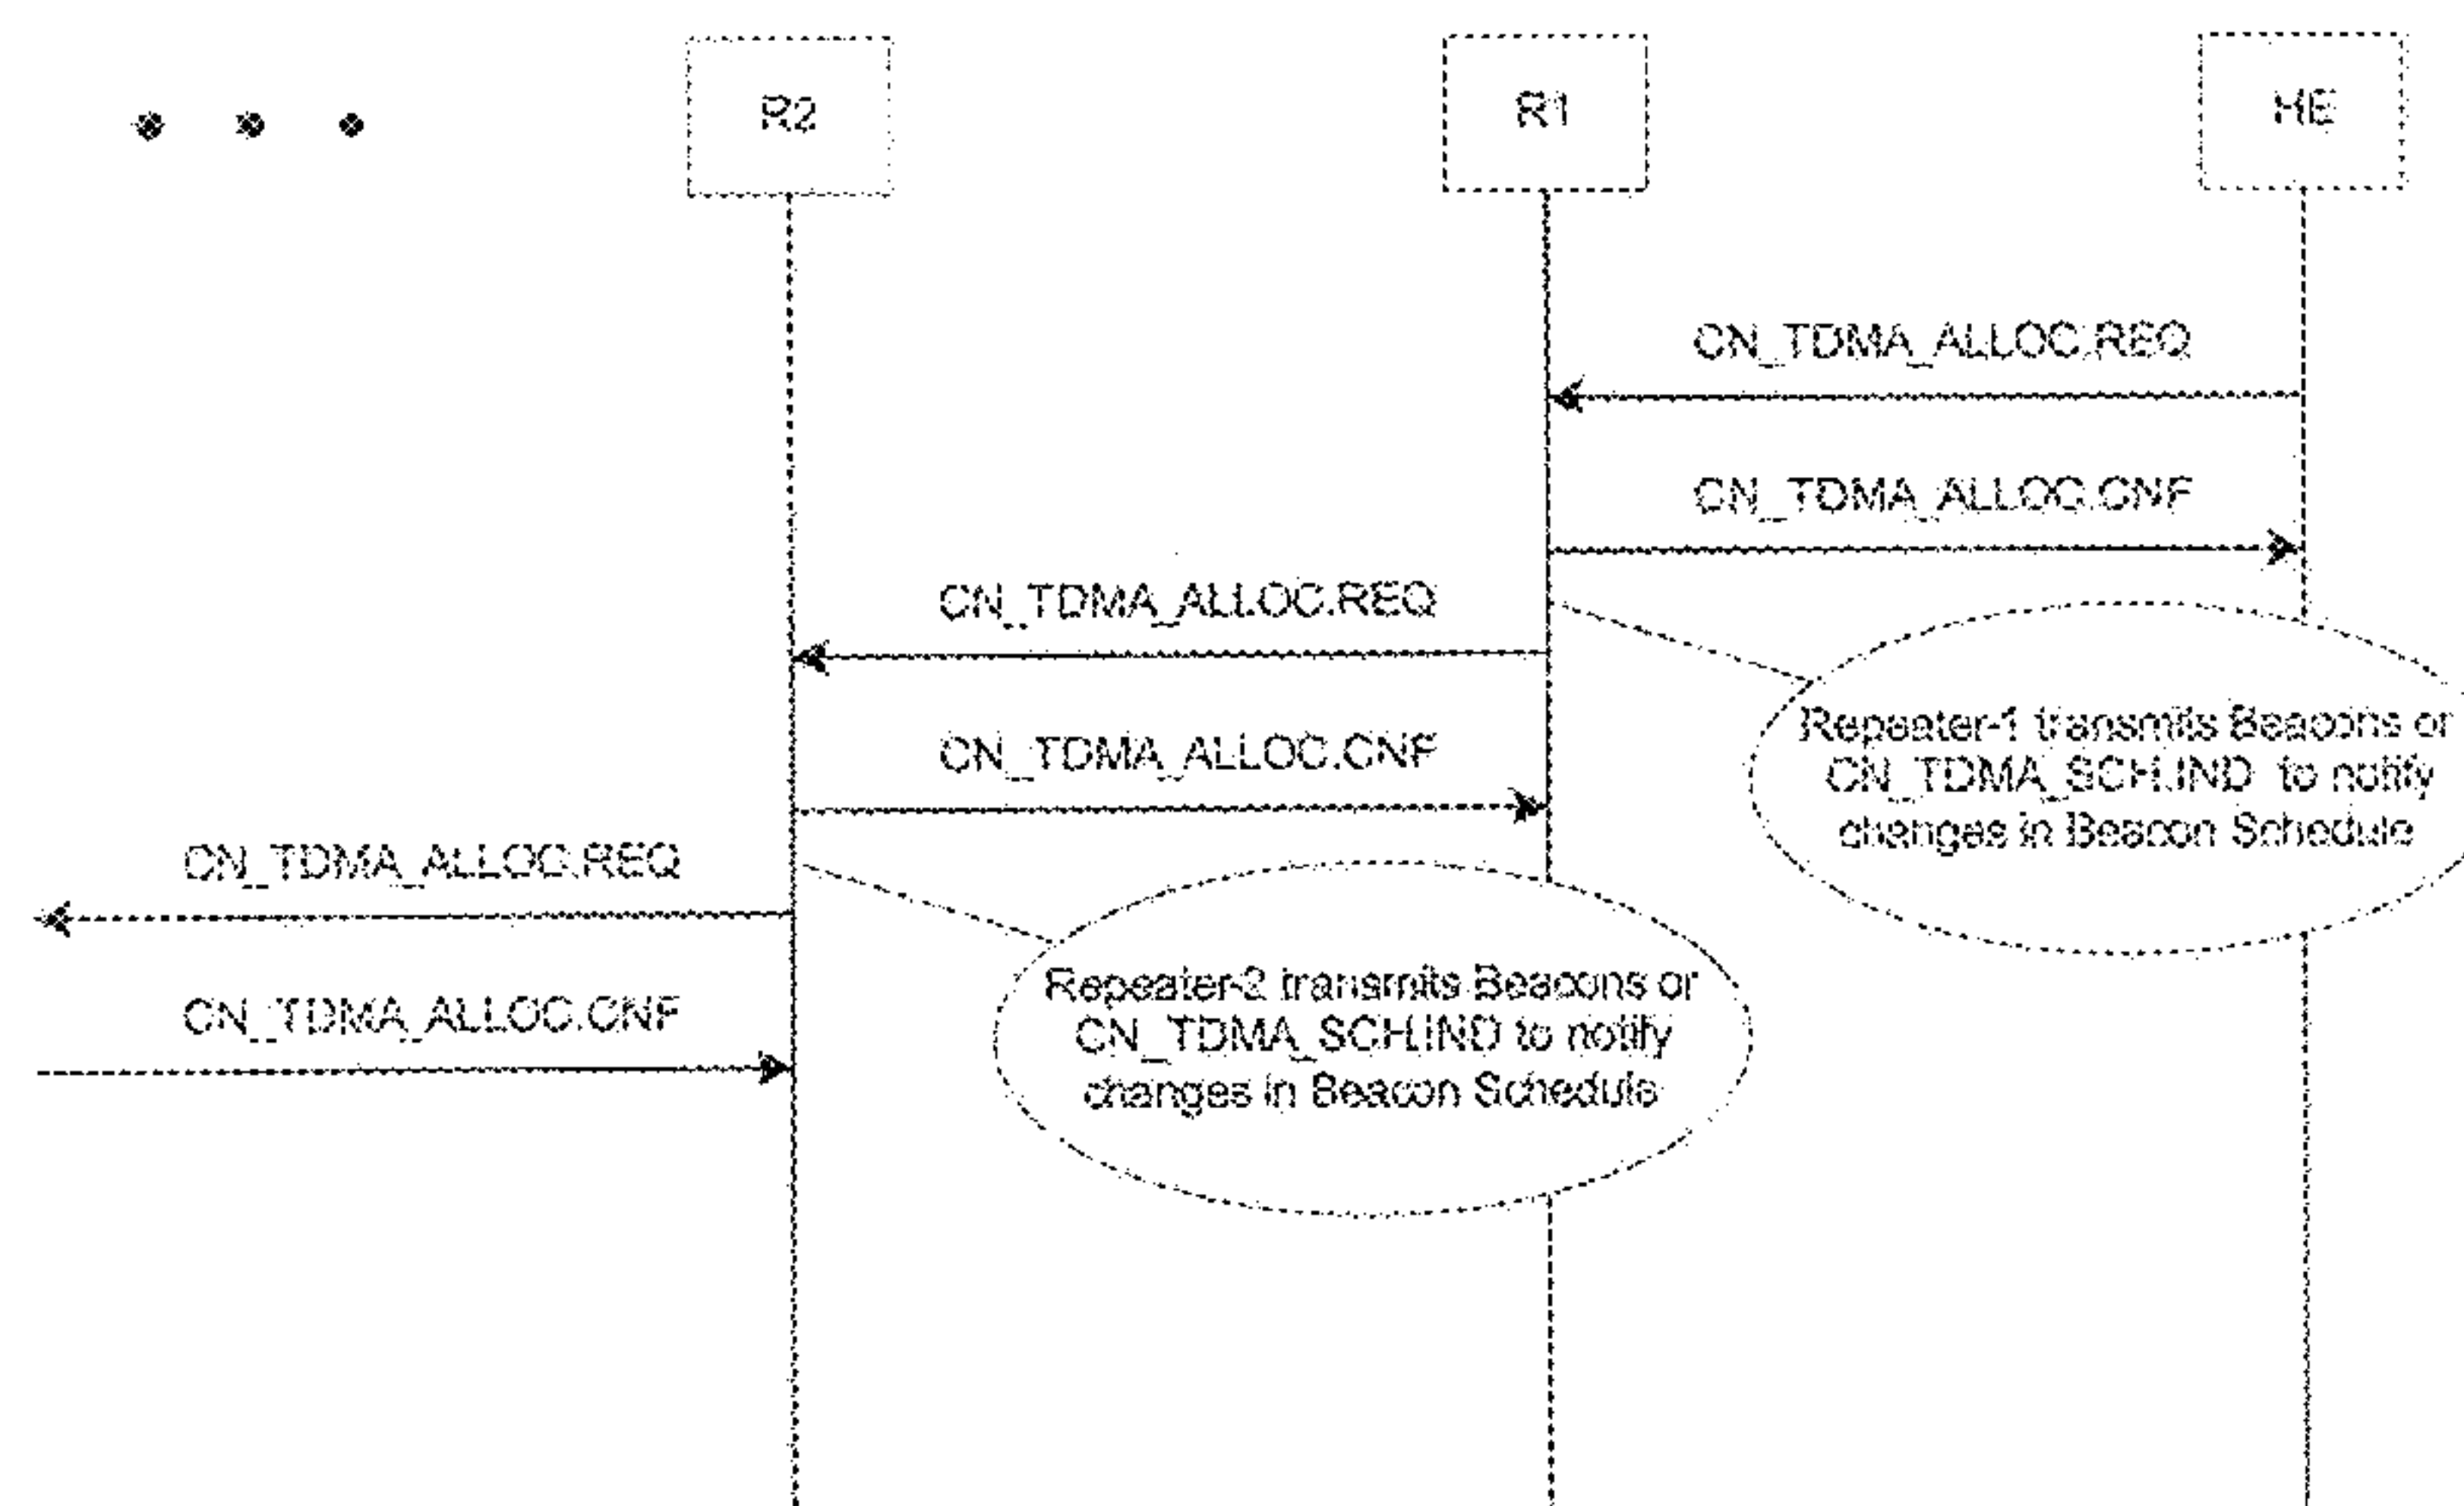 R2
R1
HE
CN_TDMA_ALLOC.REQ
CN_TDMA_ALLOC.CNF
CN_TDMA_ALLOC.REQ
Repeater-1 transmits Beacons or
CN_TDMA_SCH.IND to notify
changes in Beacon Schedule
CN_TDMA_ALLOC.CNF
CN_TDMA_ALLOC.REQ
Repeater-2 transmits Beacons or
CN_TDMA_SCH.IND to notify
changes in Beacon Schedule
CN_TDMA_ALLOC.CNF